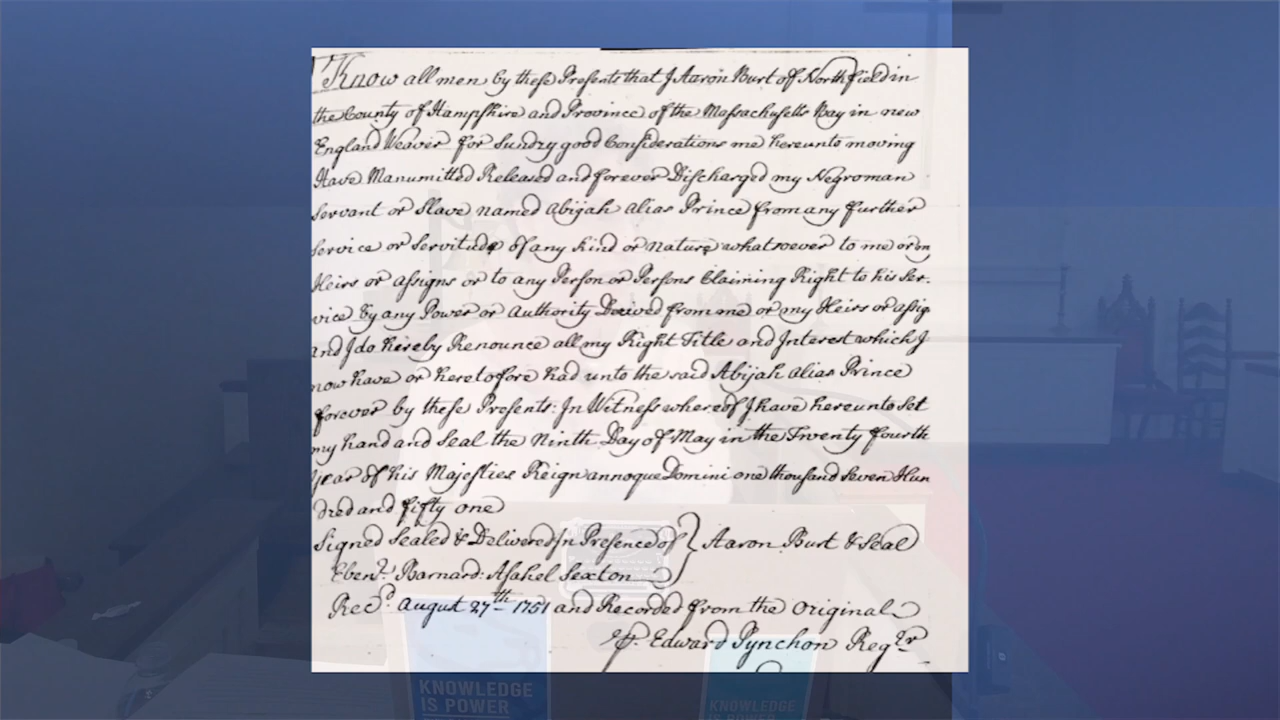 Know all men by these Presents that I Aaron Burt of Northfield in
the County of Hampshire and Province of the Massachusetts Bay in new
England Weaver for Sundry good Considerations me hereunto moving
Have Manumitted Released and forever Discharged my Negroman
Servant or Slave named Abijah alias Prince from any further
Service or Servitude of any kind or nature whatsoever to me or my
Heirs or assigns or to any Person or Persons Claiming Right to his Ser.
vice by any Power or authority Derived from me or my Heirs or assig
and I do hereby Renounce all my Right Title and Interest which I
now have or heretofore had unto the said Abijah alias Prince
forever by these Presents: In Witness whereof I have hereunto Set
my hand and Seal the Ninth Day of May in the Twenty fourth
year of his Majesties Reign annoque Domini one thousand Seven Hun
dred and fifty one
Signed Sealed & Delivered In Presence of } Aaron Burt & Seal
Ebenr. Barnard: Asahel Sexton
Recd. August 27th 1751 and Recorded from the Original
P. Edward Pynchon Regtr
KNOWLEDGE
IS POWER
KNOWLEDGE
IS POWER